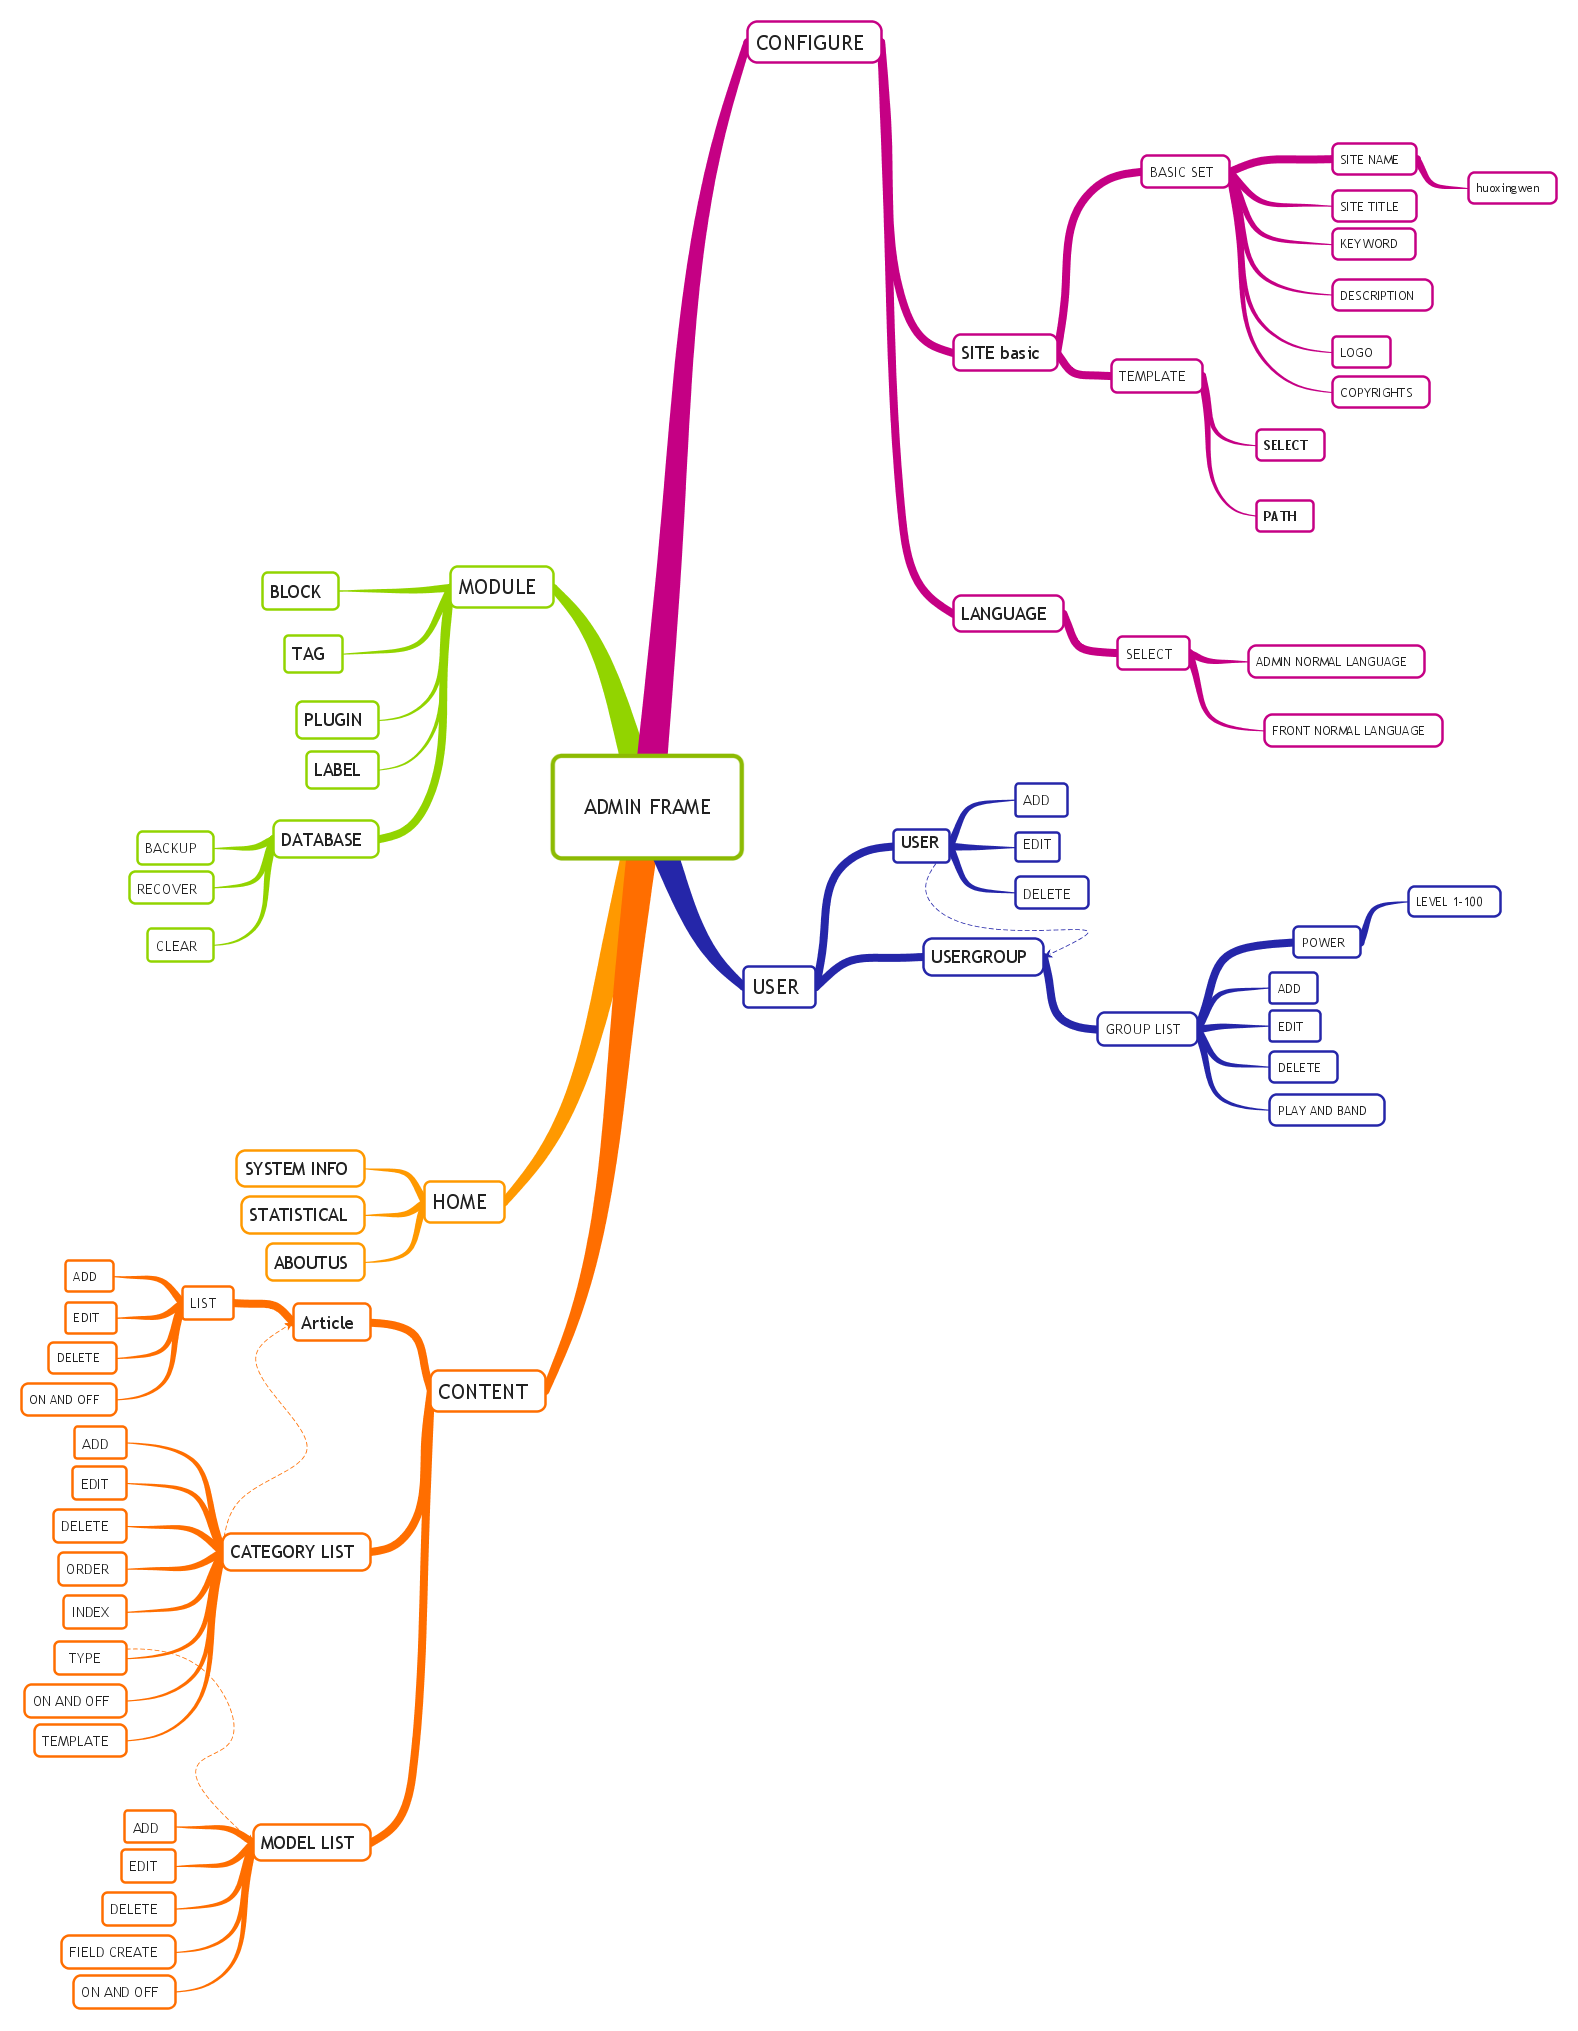 CONFIGURE
SITE basic
BASIC SET
SITE NAME
huoxingwen
SITE TITLE
KEYWORD
DESCRIPTION
LOGO
COPYRIGHTS
TEMPLATE
SELECT
PATH
LANGUAGE
SELECT
ADMIN NORMAL LANGUAGE
FRONT NORMAL LANGUAGE
MODULE
BLOCK
TAG
PLUGIN
LABEL
DATABASE
BACKUP
RECOVER
CLEAR
ADMIN FRAME
USER
USER
ADD
EDIT
DELETE
USERGROUP
GROUP LIST
POWER
LEVEL 1-100
ADD
EDIT
DELETE
PLAY AND BAND
HOME
SYSTEM INFO
STATISTICAL
ABOUTUS
CONTENT
Article
LIST
ADD
EDIT
DELETE
ON AND OFF
CATEGORY LIST
ADD
EDIT
DELETE
ORDER
INDEX
TYPE
ON AND OFF
TEMPLATE
MODEL LIST
ADD
EDIT
DELETE
FIELD CREATE
ON AND OFF